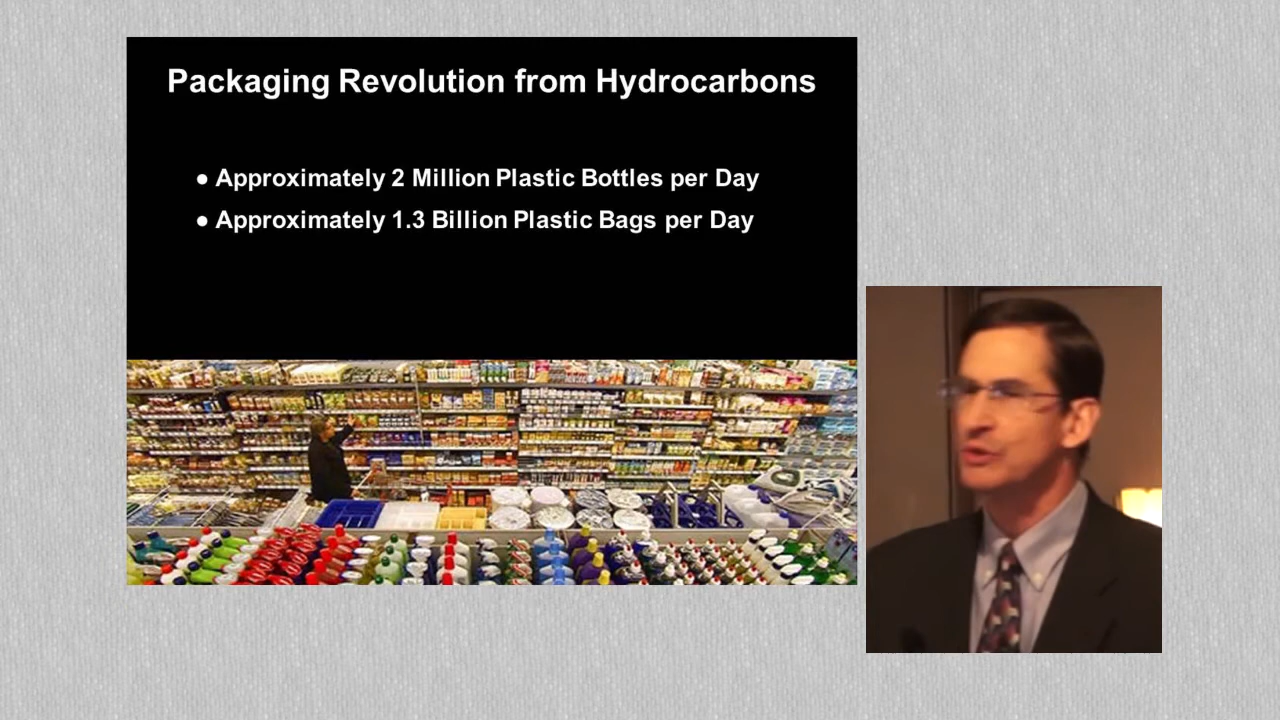 Packaging Revolution from Hydrocarbons
● Approximately 2 Million Plastic Bottles per Day
● Approximately 1.3 Billion Plastic Bags per Day